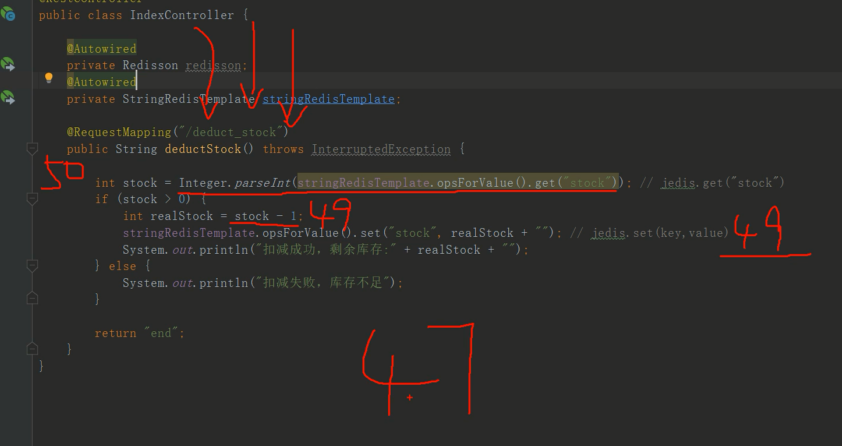 @RestController
public class IndexController {
@Autowired
private Redisson redisson;
@Autowired
private StringRedisTemplate stringRedisTemplate;
@RequestMapping("/deduct_stock")
public String deductStock() throws InterruptedException {
50
int stock = Integer.parseInt(stringRedisTemplate.opsForValue().get("stock")); // jedis.get("stock")
if (stock > 0) {
int realStock = stock - 1; 49
stringRedisTemplate.opsForValue().set("stock", realStock + ""); // jedis.set(key,value) 49
System.out.println("扣减成功，剩余库存:" + realStock + "");
} else {
System.out.println("扣减失败，库存不足");
}
return "end";
}
}
47